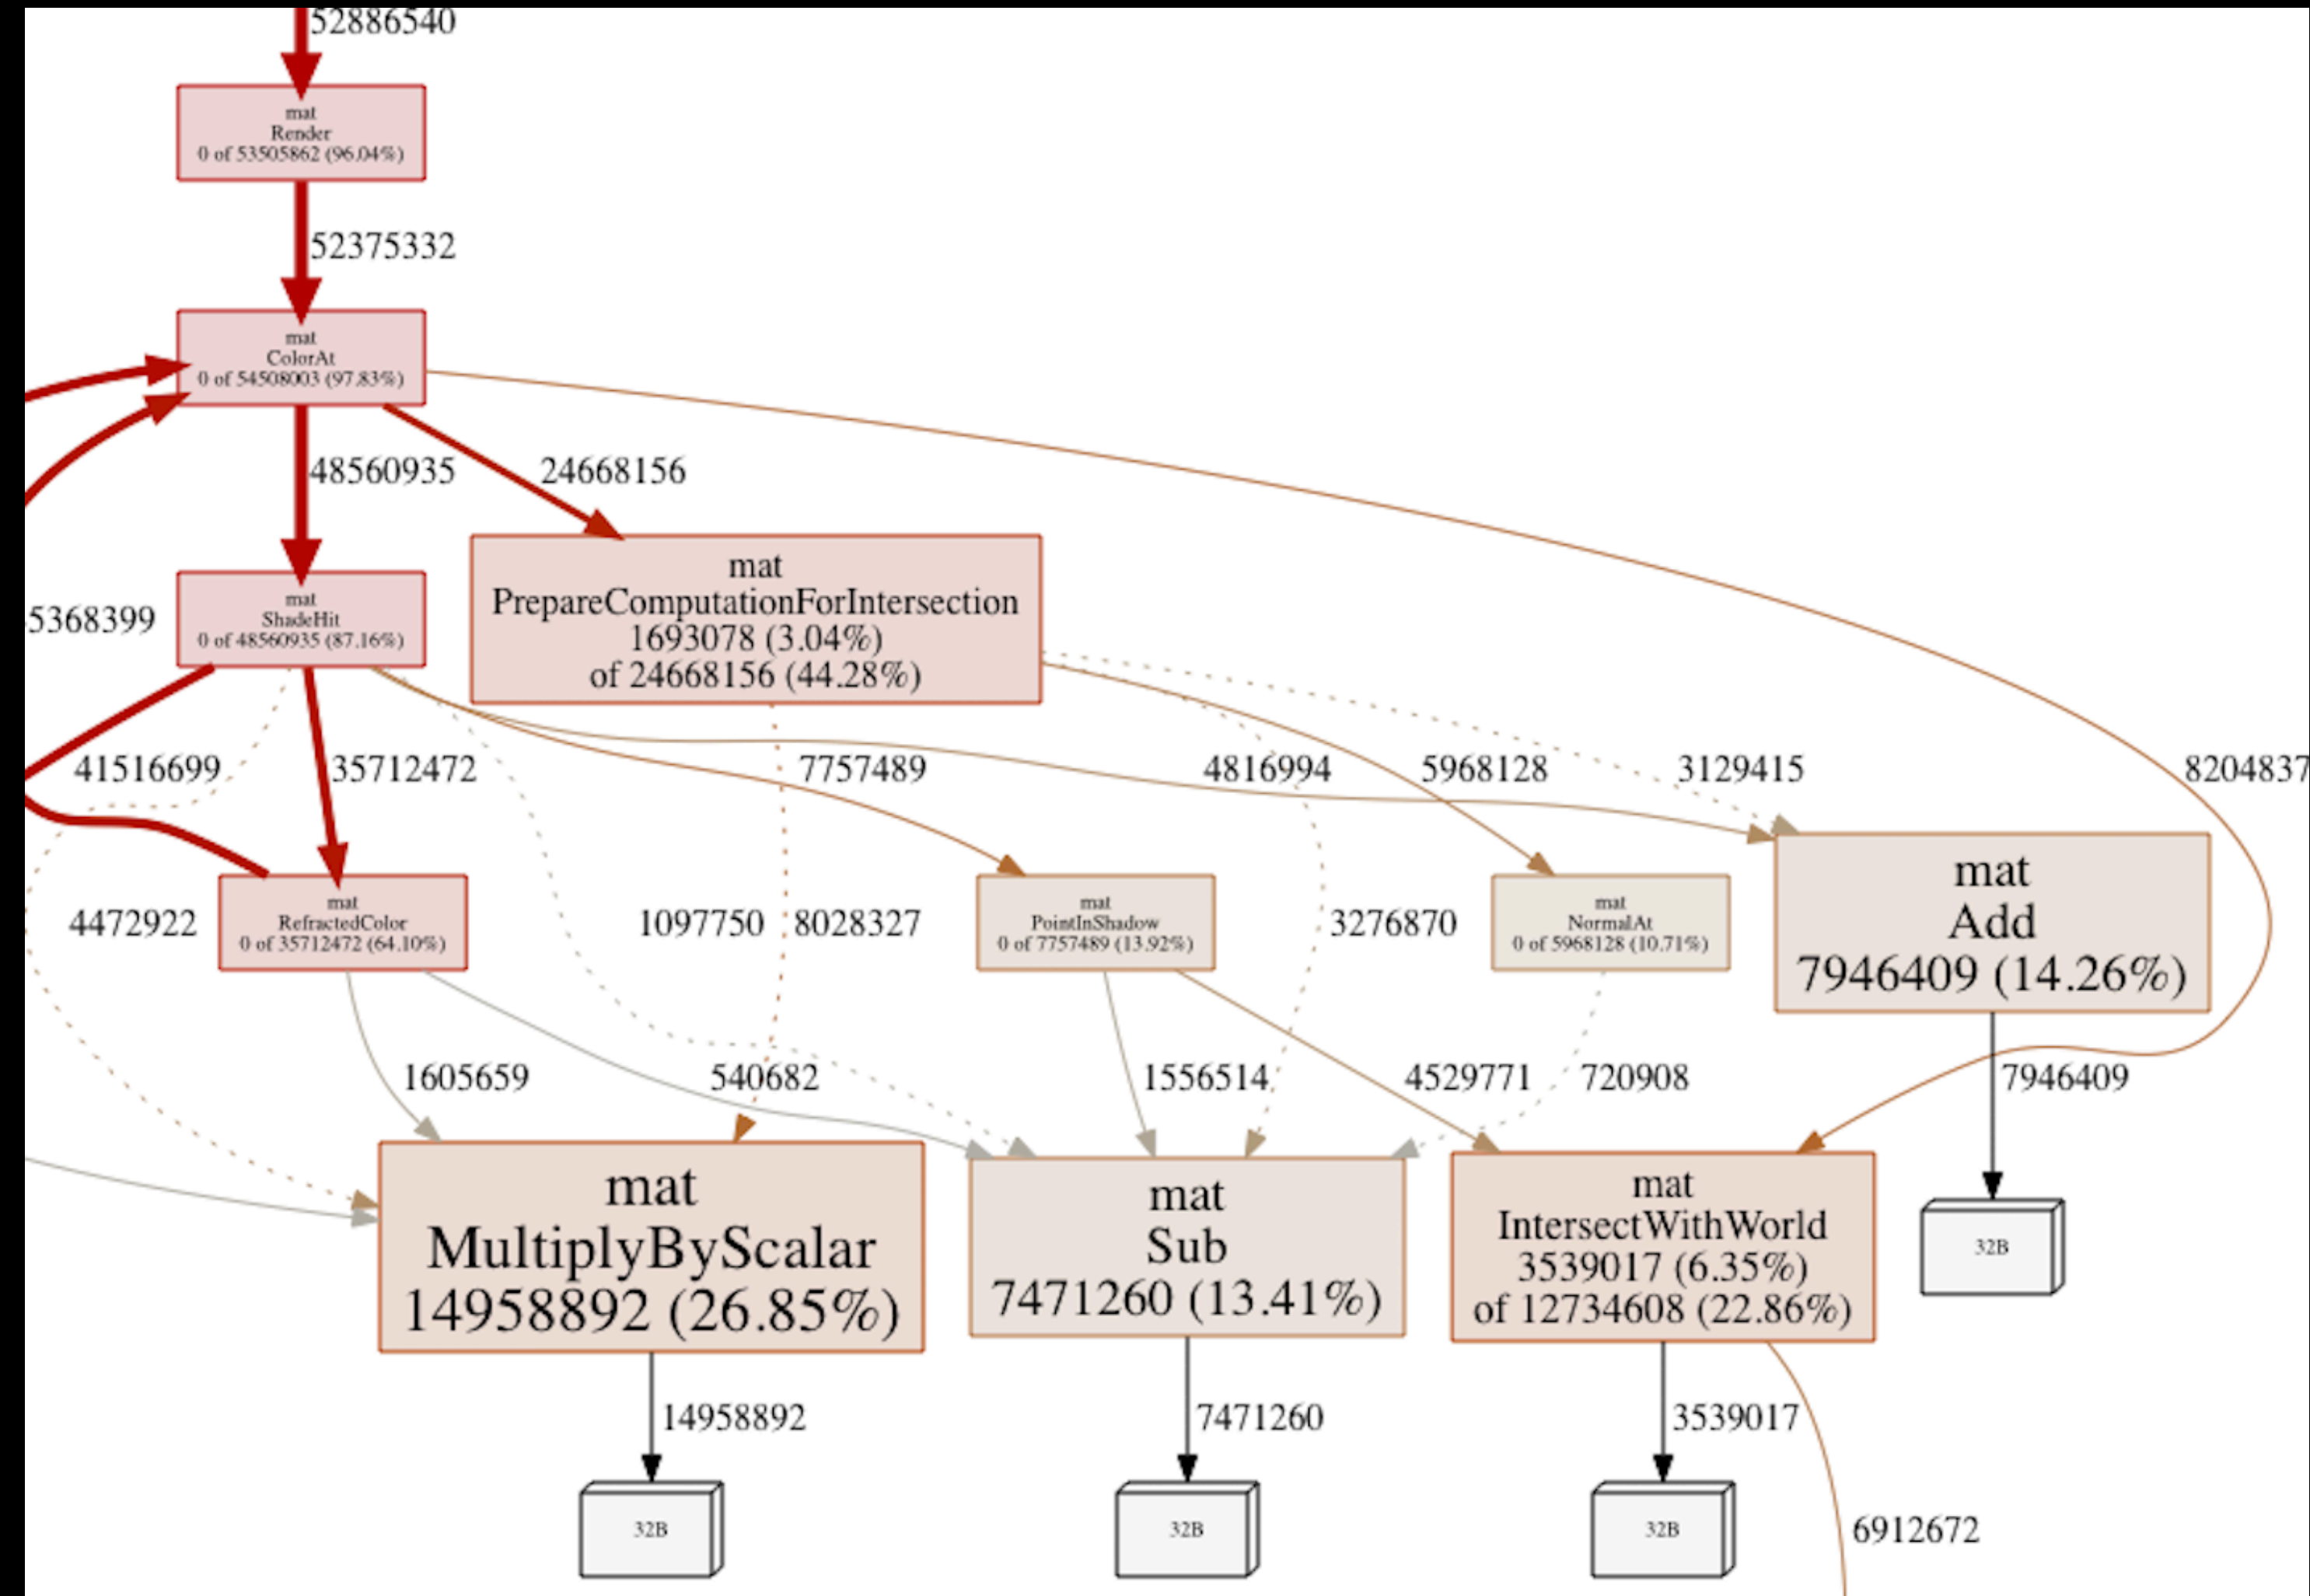 52886540
mat
Render
0 of 53505862 (96.04%)
52375332
mat
ColorAt
0 of 54508003 (97.83%)
48560935
24668156
mat
ShadeHit
0 of 48560935 (87.16%)
5368399
mat
PrepareComputationForIntersection
1693078 (3.04%)
of 24668156 (44.28%)
41516699
35712472
7757489
4816994
5968128
3129415
8204837
4472922
mat
RefractedColor
0 of 35712472 (64.10%)
1097750
8028327
mat
PointInShadow
0 of 7757489 (13.92%)
3276870
mat
NormalAt
0 of 5968128 (10.71%)
mat
Add
7946409 (14.26%)
1605659
540682
1556514
4529771
720908
7946409
mat
MultiplyByScalar
14958892 (26.85%)
mat
Sub
7471260 (13.41%)
mat
IntersectWithWorld
3539017 (6.35%)
of 12734608 (22.86%)
32B
14958892
7471260
3539017
32B
32B
32B
6912672